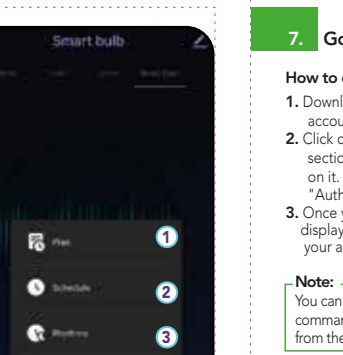 Smart bulb
Plan
1
Schedule
2
Rhythms
3
7. Go
How to
1. Downl
accou
2. Click o
sectio
on it.
"Auth
3. Once y
display
your a
Note:
You can
commar
from the